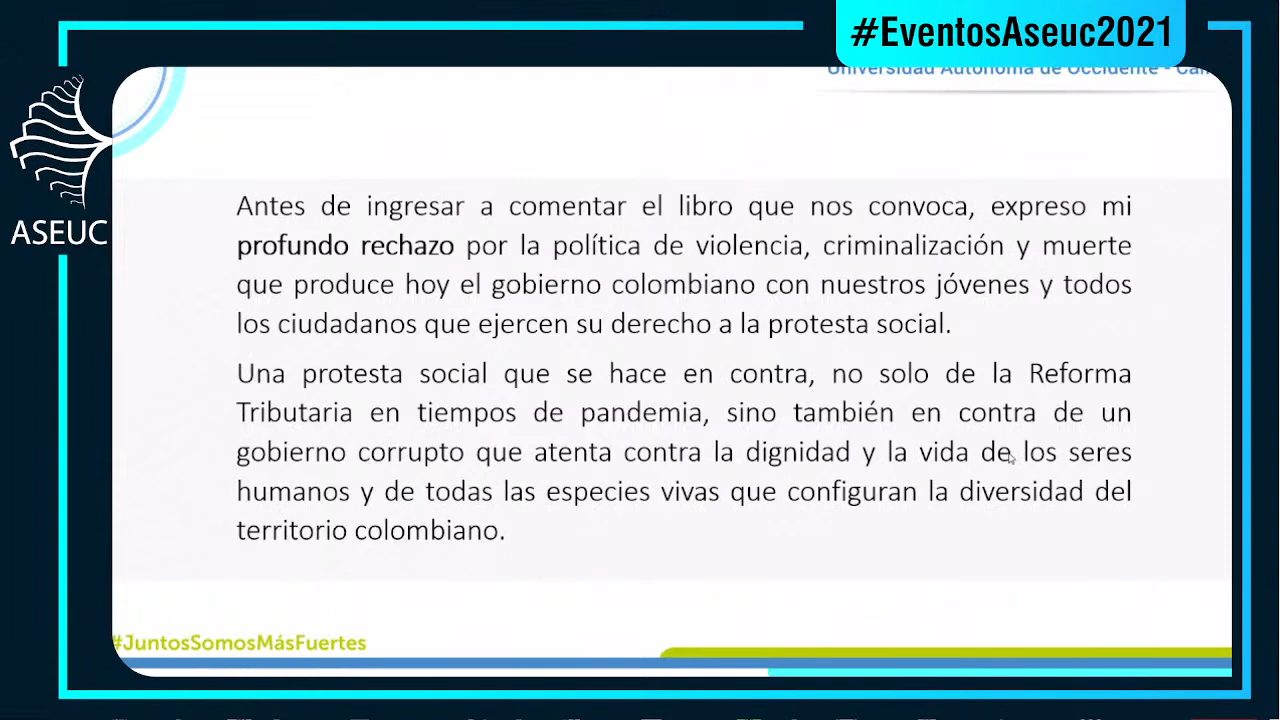 #EventosAseuc2021
Universidad Autónoma de Occidente -
ASEUC
Antes de ingresar a comentar el libro que nos convoca, expreso mi
profundo rechazo por la política de violencia, criminalización y muerte
que produce hoy el gobierno colombiano con nuestros jóvenes y todos
los ciudadanos que ejercen su derecho a la protesta social.
Una protesta social que se hace en contra, no solo de la Reforma
Tributaria en tiempos de pandemia, sino también en contra de un
gobierno corrupto que atenta contra la dignidad y la vida de los seres
humanos y de todas las especies vivas que configuran la diversidad del
territorio colombiano.
#JuntosSomosMásFuertes